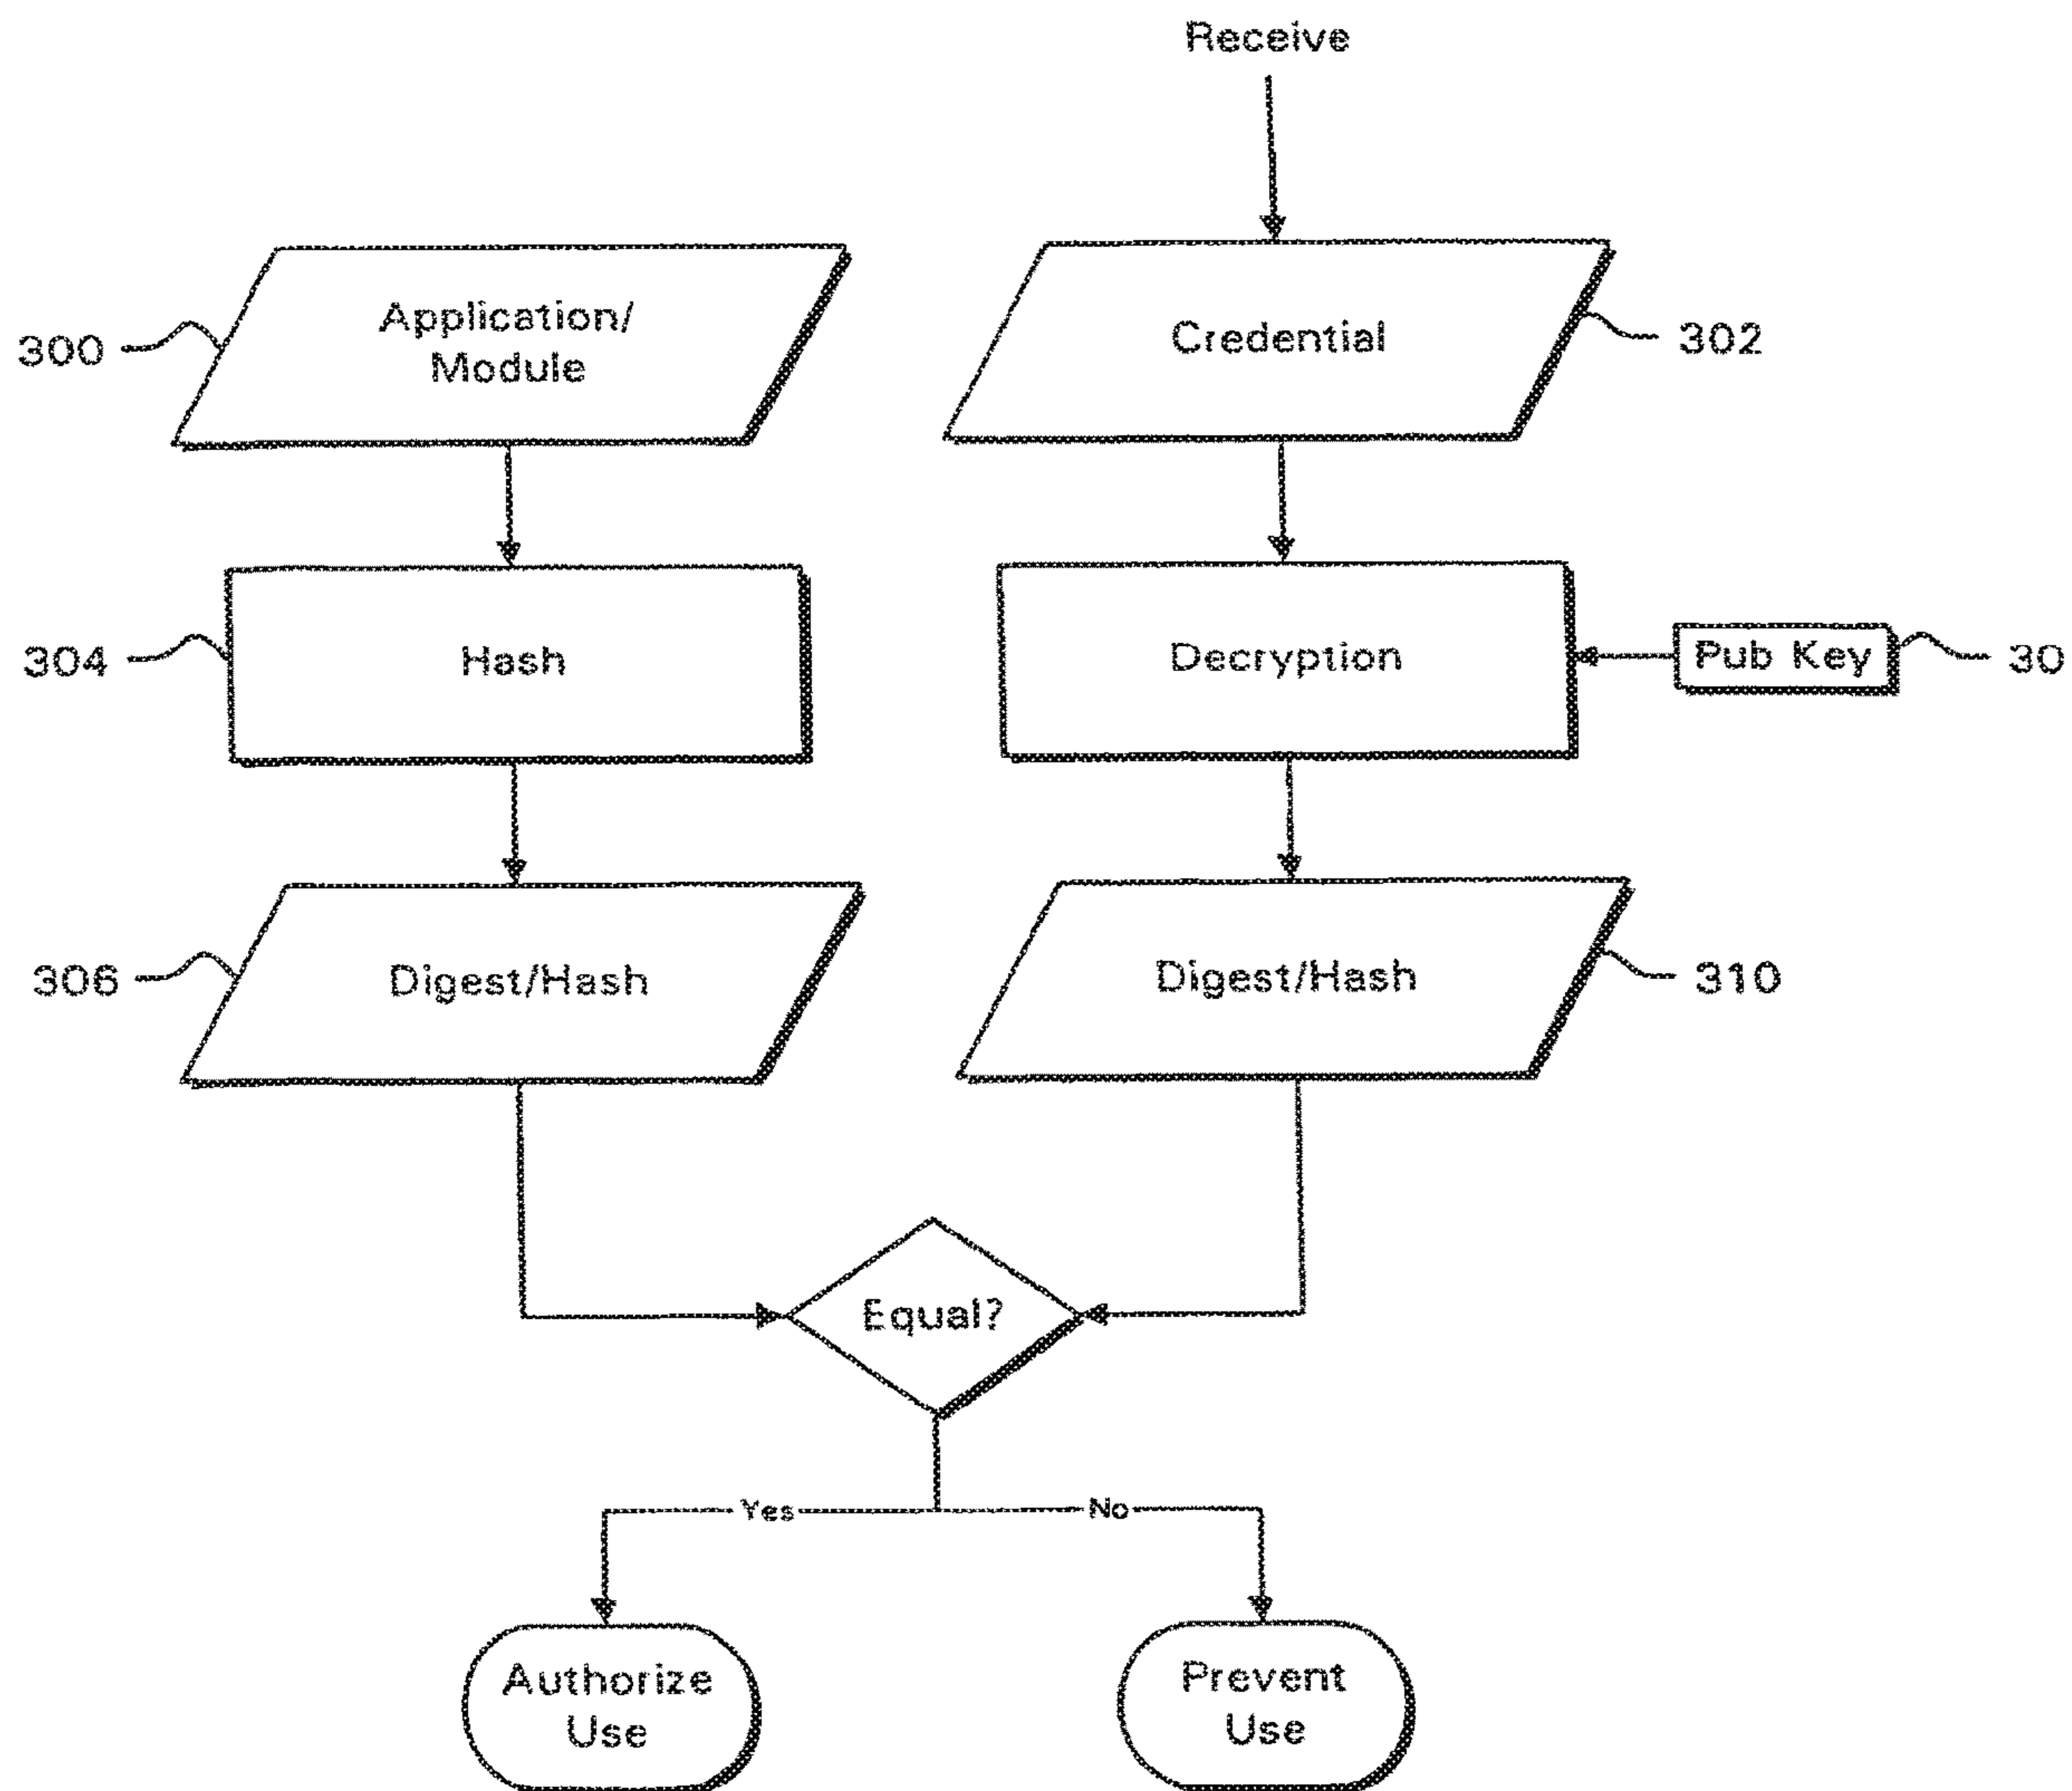 Receive
300
Application/
Module
Credential
302
304
Hash
Decryption
Pub Key
30
306
Digest/Hash
Digest/Hash
310
Equal?
Yes
No
Authorize
Use
Prevent
Use